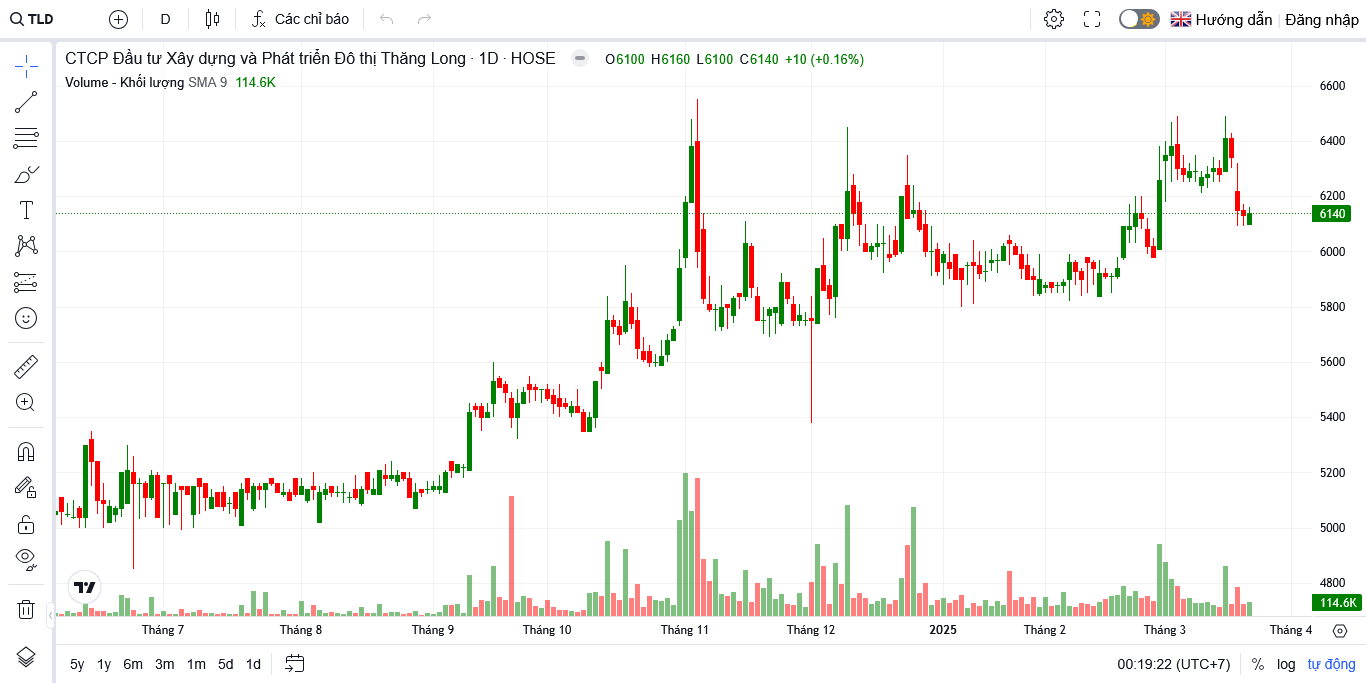 TLD D Các chỉ báo Hướng dẫn Đăng nhập
CTCP Đầu tư Xây dựng và Phát triển Đô thị Thăng Long · 1D · HOSE O6100 H6160 L6100 C6140 +10 (+0.16%)
Volume - Khối lượng SMA 9 114.6K
6600
6400
6200
6140
6000
5800
5600
5400
5200
5000
4800
114.6K
Tháng 7 Tháng 8 Tháng 9 Tháng 10 Tháng 11 Tháng 12 2025 Tháng 2 Tháng 3 Tháng 4
5y 1y 6m 3m 1m 5d 1d 00:19:22 (UTC+7) % log tự động